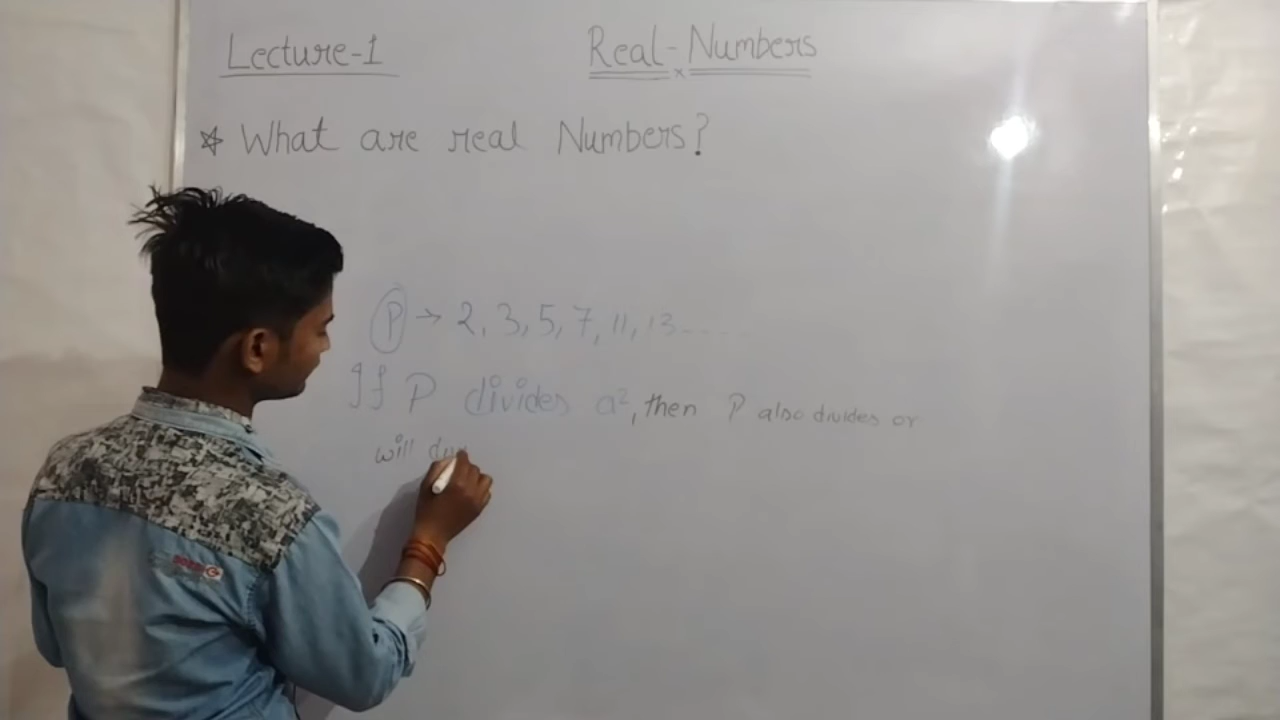 Lecture-1
Real-Numbers
What are real Numbers?
P → 2, 3, 5, 7, 11, 13....
If P divides a², then P also divides or
will